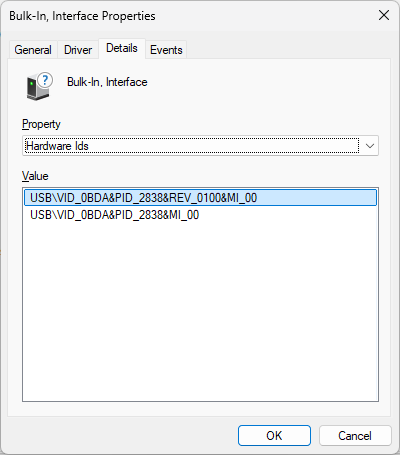 Bulk-In, Interface Properties
General Driver Details Events
Bulk-In, Interface
Property
Hardware Ids
Value
USB\VID_0BDA&PID_2838&REV_0100&MI_00
USB\VID_0BDA&PID_2838&MI_00
OK Cancel